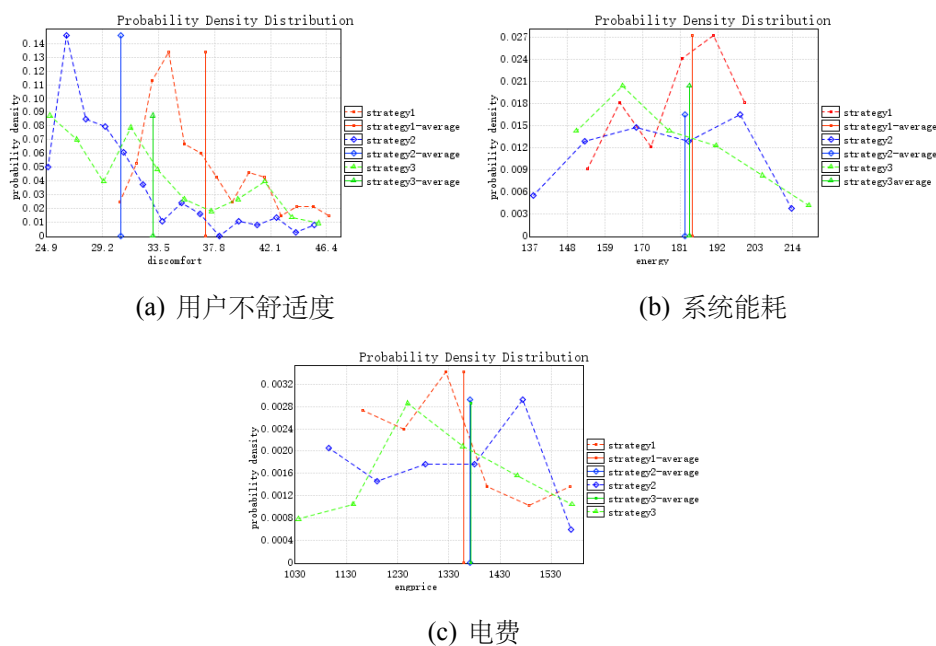 Probability Density Distribution
probability density
0.14
0.13
0.12
0.11
0.10
0.09
0.08
0.07
0.06
0.05
0.04
0.03
0.02
0.01
0
24.9 29.2 33.5 37.8 42.1 46.4
discomfort
strategy1
strategy1-average
strategy2
strategy2-average
strategy3
strategy3-average
(a) 用户不舒适度
Probability Density Distribution
probability density
0.027
0.024
0.021
0.018
0.015
0.012
0.009
0.006
0.003
0
137 148 159 170 181 192 203 214
energy
strategy1
strategy1-average
strategy2
strategy2-average
strategy3
strategy3average
(b) 系统能耗
Probability Density Distribution
probability density
0.0032
0.0028
0.0024
0.0020
0.0016
0.0012
0.0008
0.0004
0
1030 1130 1230 1330 1430 1530
engprice
strategy1
strategy1-average
strategy2-average
strategy2
strategy3-average
strategy3
(c) 电费